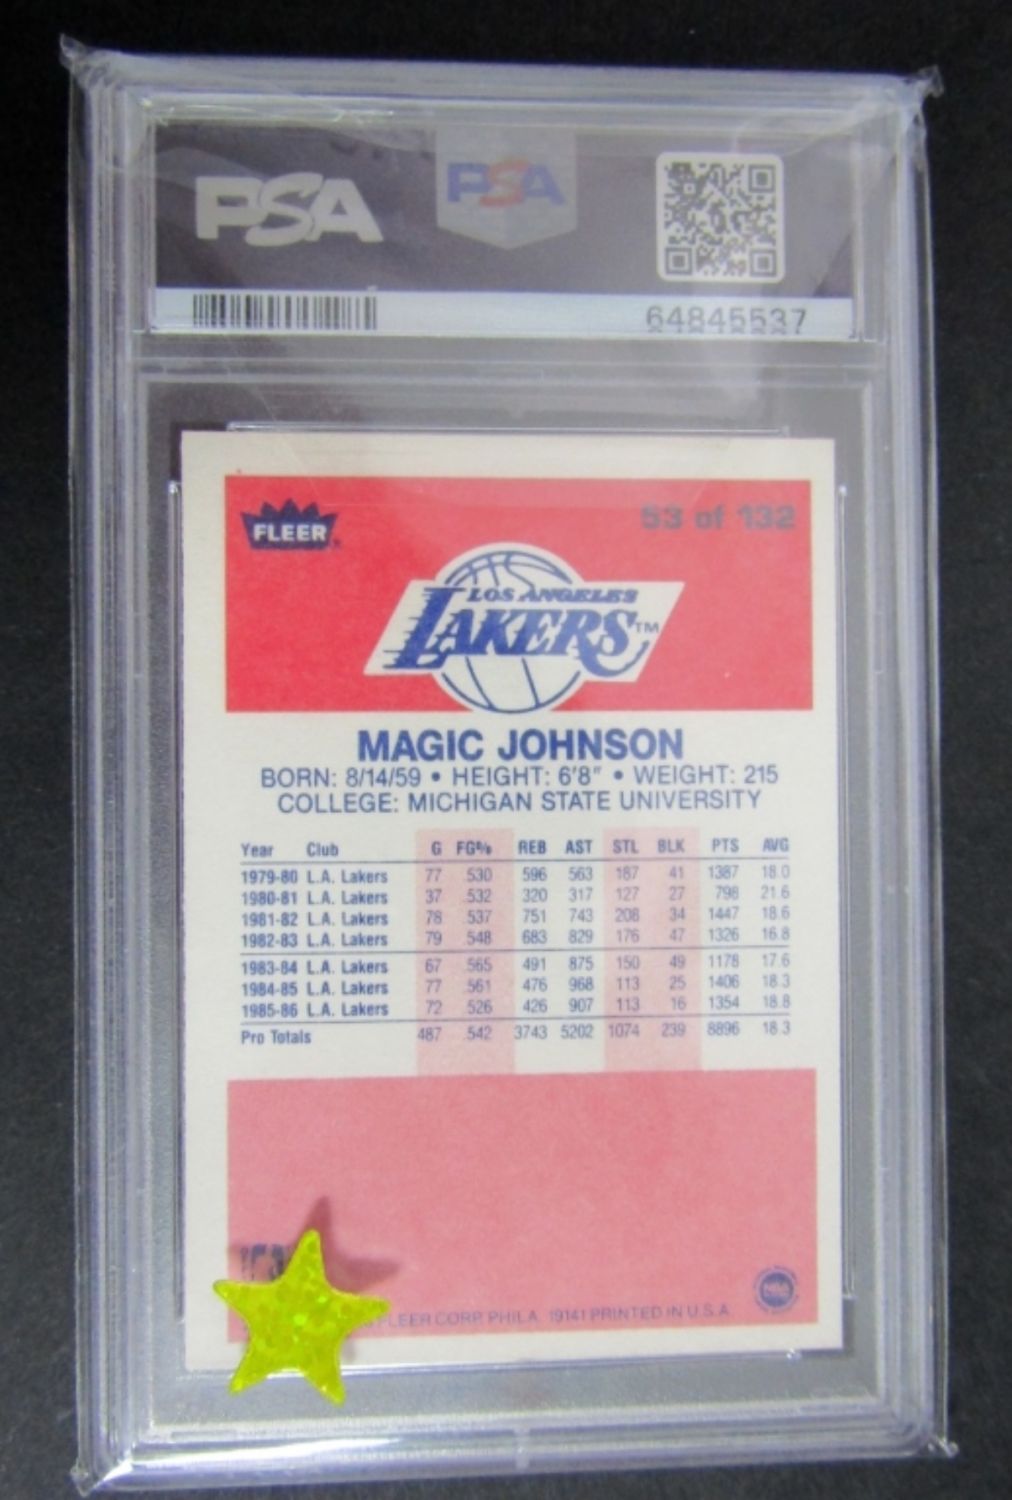 PSA
PSA
64845537
FLEER
53 of 132
LOS ANGELES
LAKERS™
MAGIC JOHNSON
BORN: 8/14/59 • HEIGHT: 6'8" • WEIGHT: 215
COLLEGE: MICHIGAN STATE UNIVERSITY
Year Club G FG% REB AST STL BLK PTS AVG
1979-80 L.A. Lakers 77 .530 596 563 187 41 1387 18.0
1980-81 L.A. Lakers 37 .532 320 317 127 27 798 21.6
1981-82 L.A. Lakers 78 .537 751 743 208 34 1447 18.6
1982-83 L.A. Lakers 79 .548 683 829 176 47 1326 16.8
1983-84 L.A. Lakers 67 .565 491 875 150 49 1178 17.6
1984-85 L.A. Lakers 77 .561 476 968 113 25 1406 18.3
1985-86 L.A. Lakers 72 .526 426 907 113 16 1354 18.8
Pro Totals 487 .542 3743 5202 1074 239 8896 18.3
FLEER CORP. PHILA. 19141 PRINTED IN U.S.A.